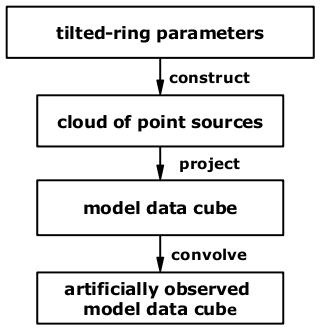 tilted-ring parameters
construct
cloud of point sources
project
model data cube
convolve
artificially observed
model data cube